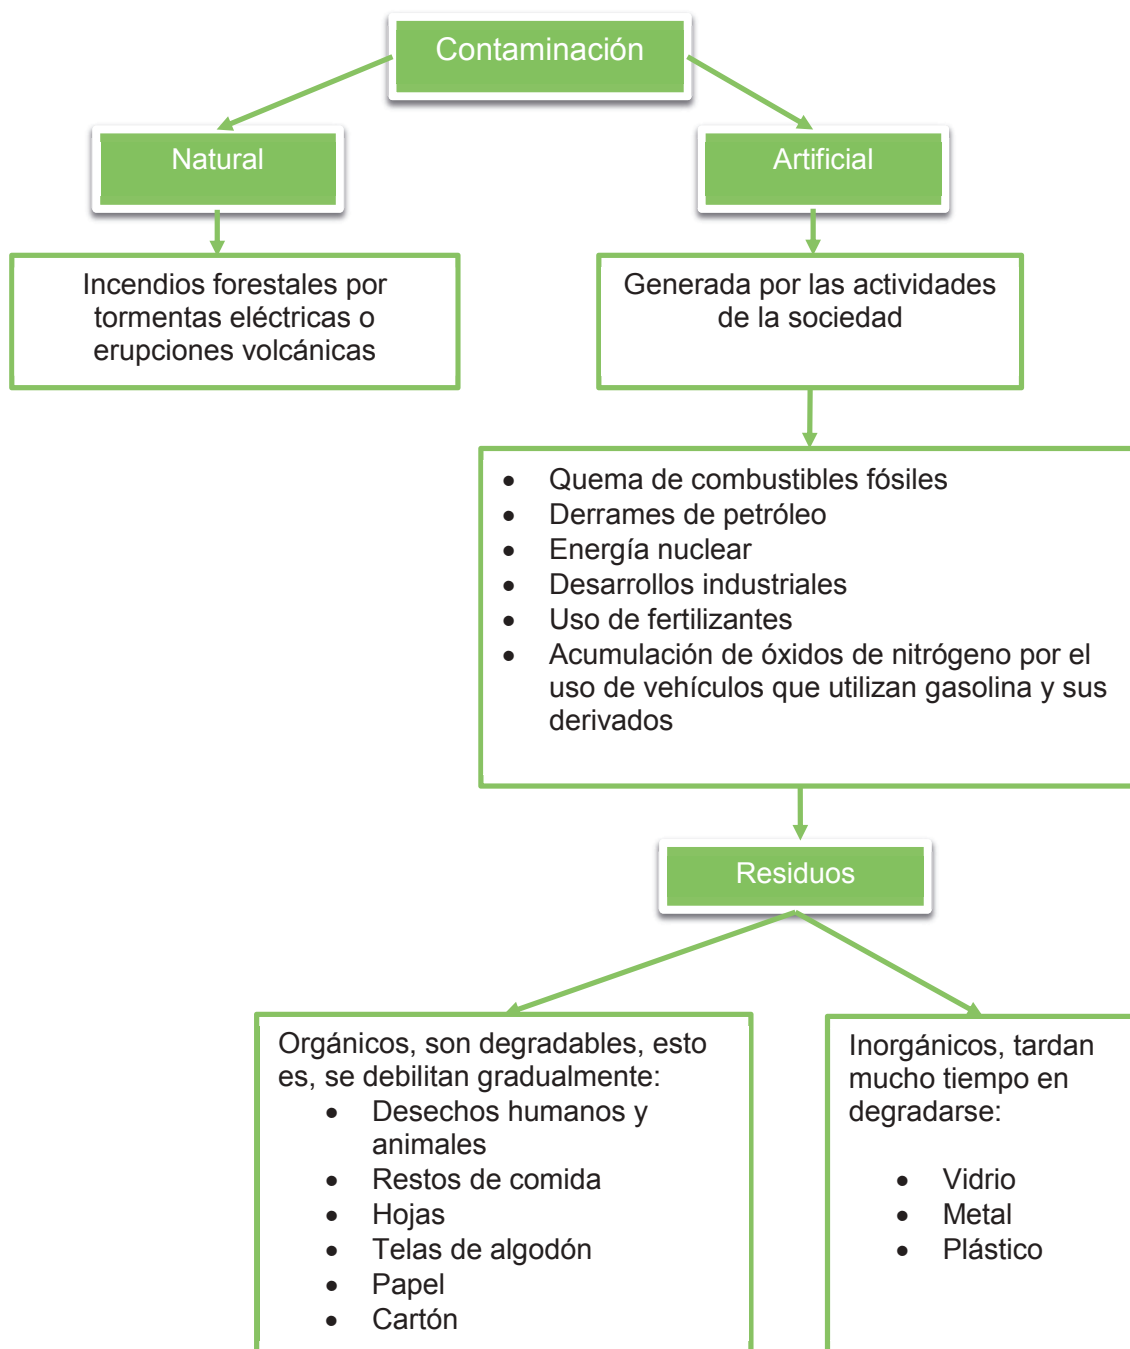 Contaminación
Natural
Artificial
Incendios forestales por
tormentas eléctricas o
erupciones volcánicas
Generada por las actividades
de la sociedad
• Quema de combustibles fósiles
• Derrames de petróleo
• Energía nuclear
• Desarrollos industriales
• Uso de fertilizantes
• Acumulación de óxidos de nitrógeno por el
uso de vehículos que utilizan gasolina y sus
derivados
Residuos
Orgánicos, son degradables, esto
es, se debilitan gradualmente:
• Desechos humanos y
animales
• Restos de comida
• Hojas
• Telas de algodón
• Papel
• Cartón
Inorgánicos, tardan
mucho tiempo en
degradarse:
• Vidrio
• Metal
• Plástico